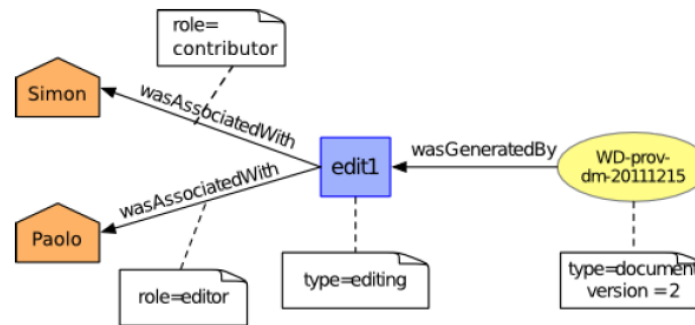 role=
contributor
Simon
wasAssociatedWith
edit1
wasGeneratedBy
WD-prov-
dm-20111215
wasAssociatedWith
Paolo
role=editor
type=editing
type=document
version = 2